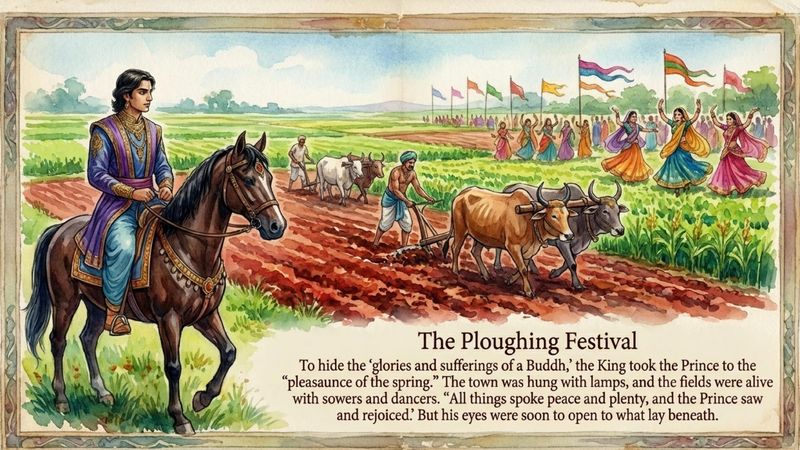 The Ploughing Festival
To hide the ‘glories and sufferings of a Buddh,’ the King took the Prince to the
“pleasaunce of the spring.” The town was hung with lamps, and the fields were alive
with sowers and dancers. “All things spoke peace and plenty, and the Prince saw
and rejoiced.’ But his eyes were soon to open to what lay beneath.